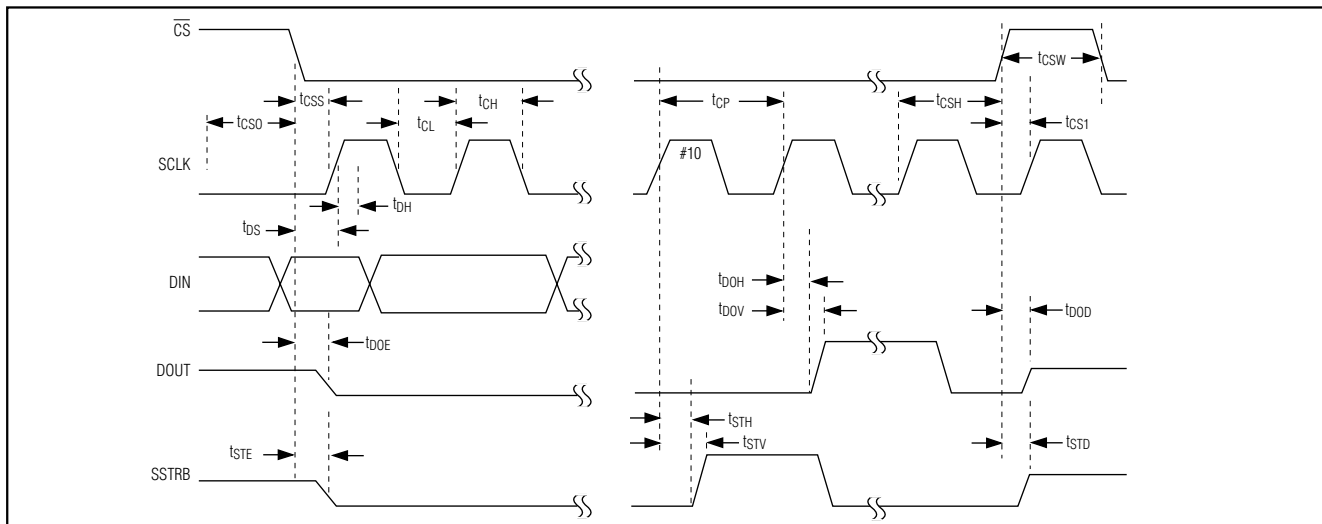 CS
tCSS
tCH
tCP
tCSH
tCSW
tCSO
tCL
tCS1
SCLK
#10
tDH
tDS
DIN
tDOH
tDOV
tDOD
tDOE
DOUT
tSTH
tSTE
tSTV
tSTD
SSTRB